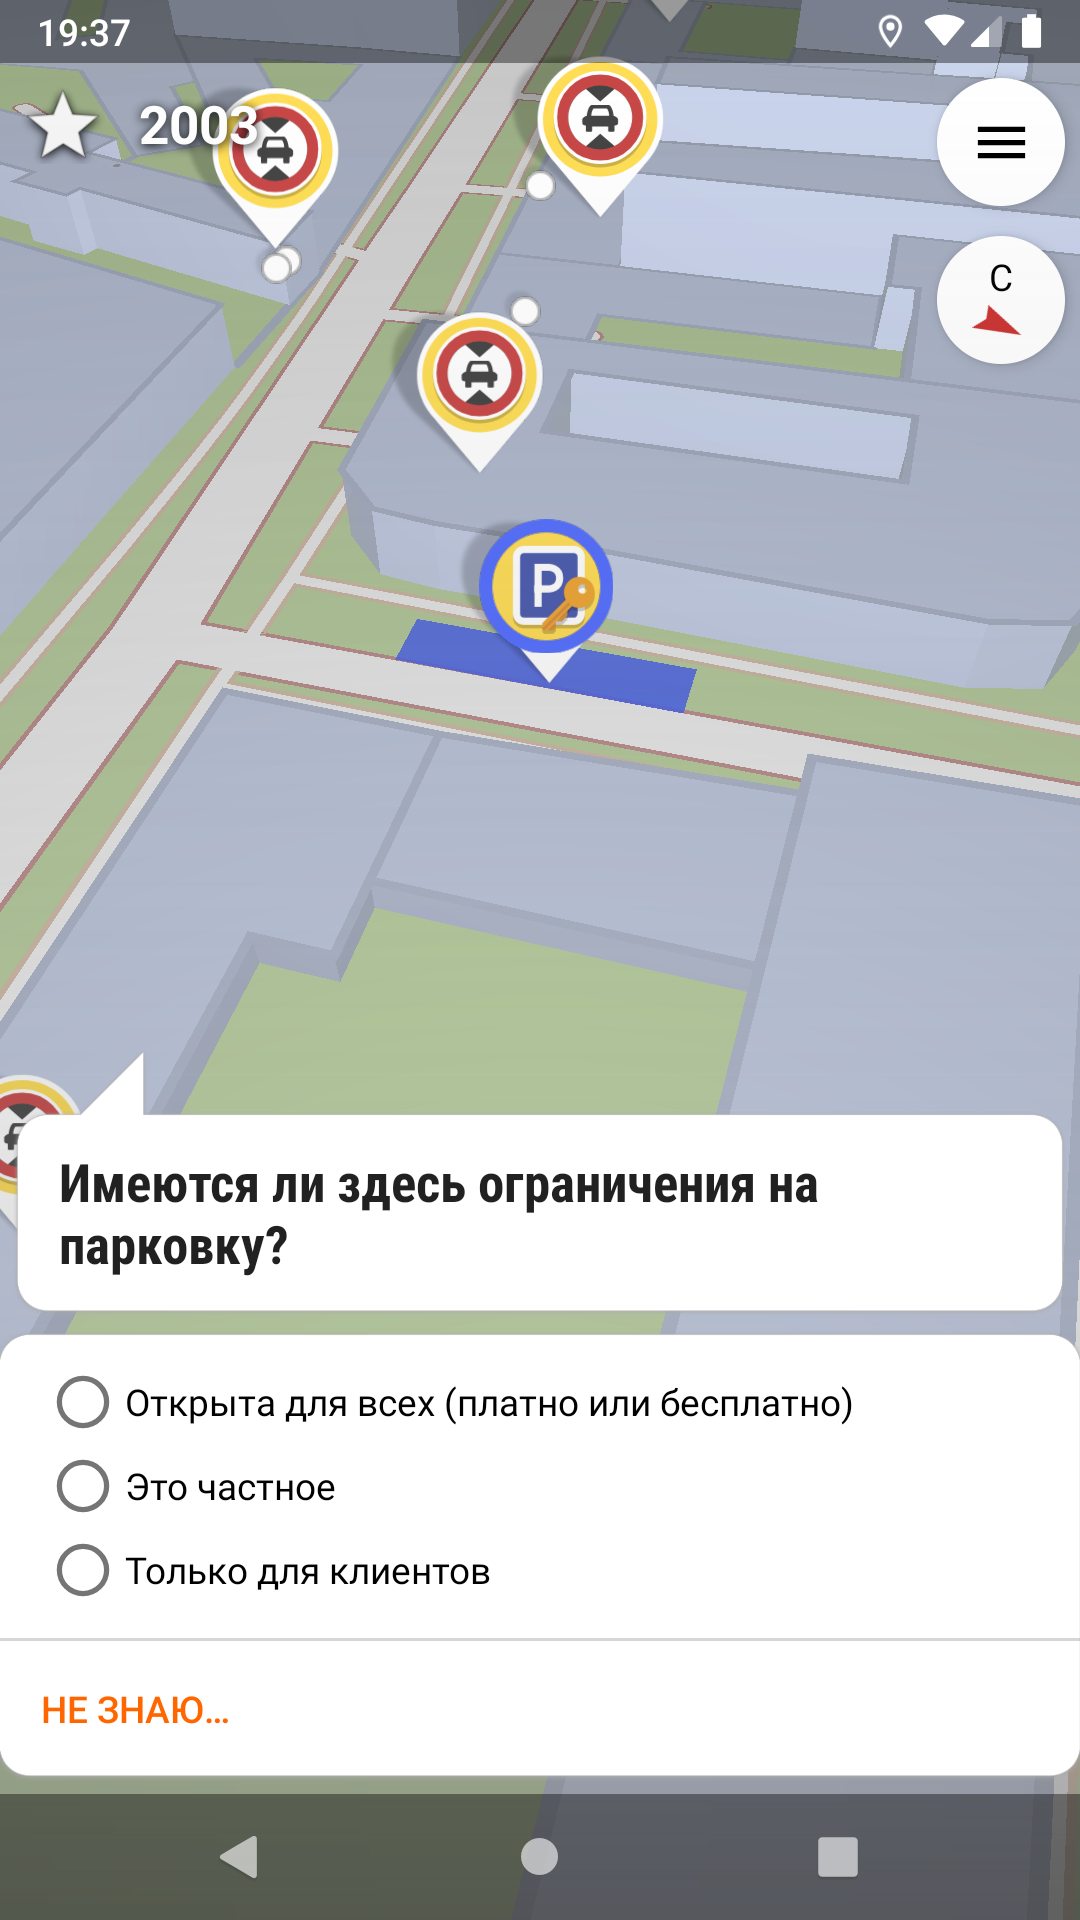 19:37
2003
С
P
Имеются ли здесь ограничения на
парковку?
Открыта для всех (платно или бесплатно)
Это частное
Только для клиентов
НЕ ЗНАЮ…